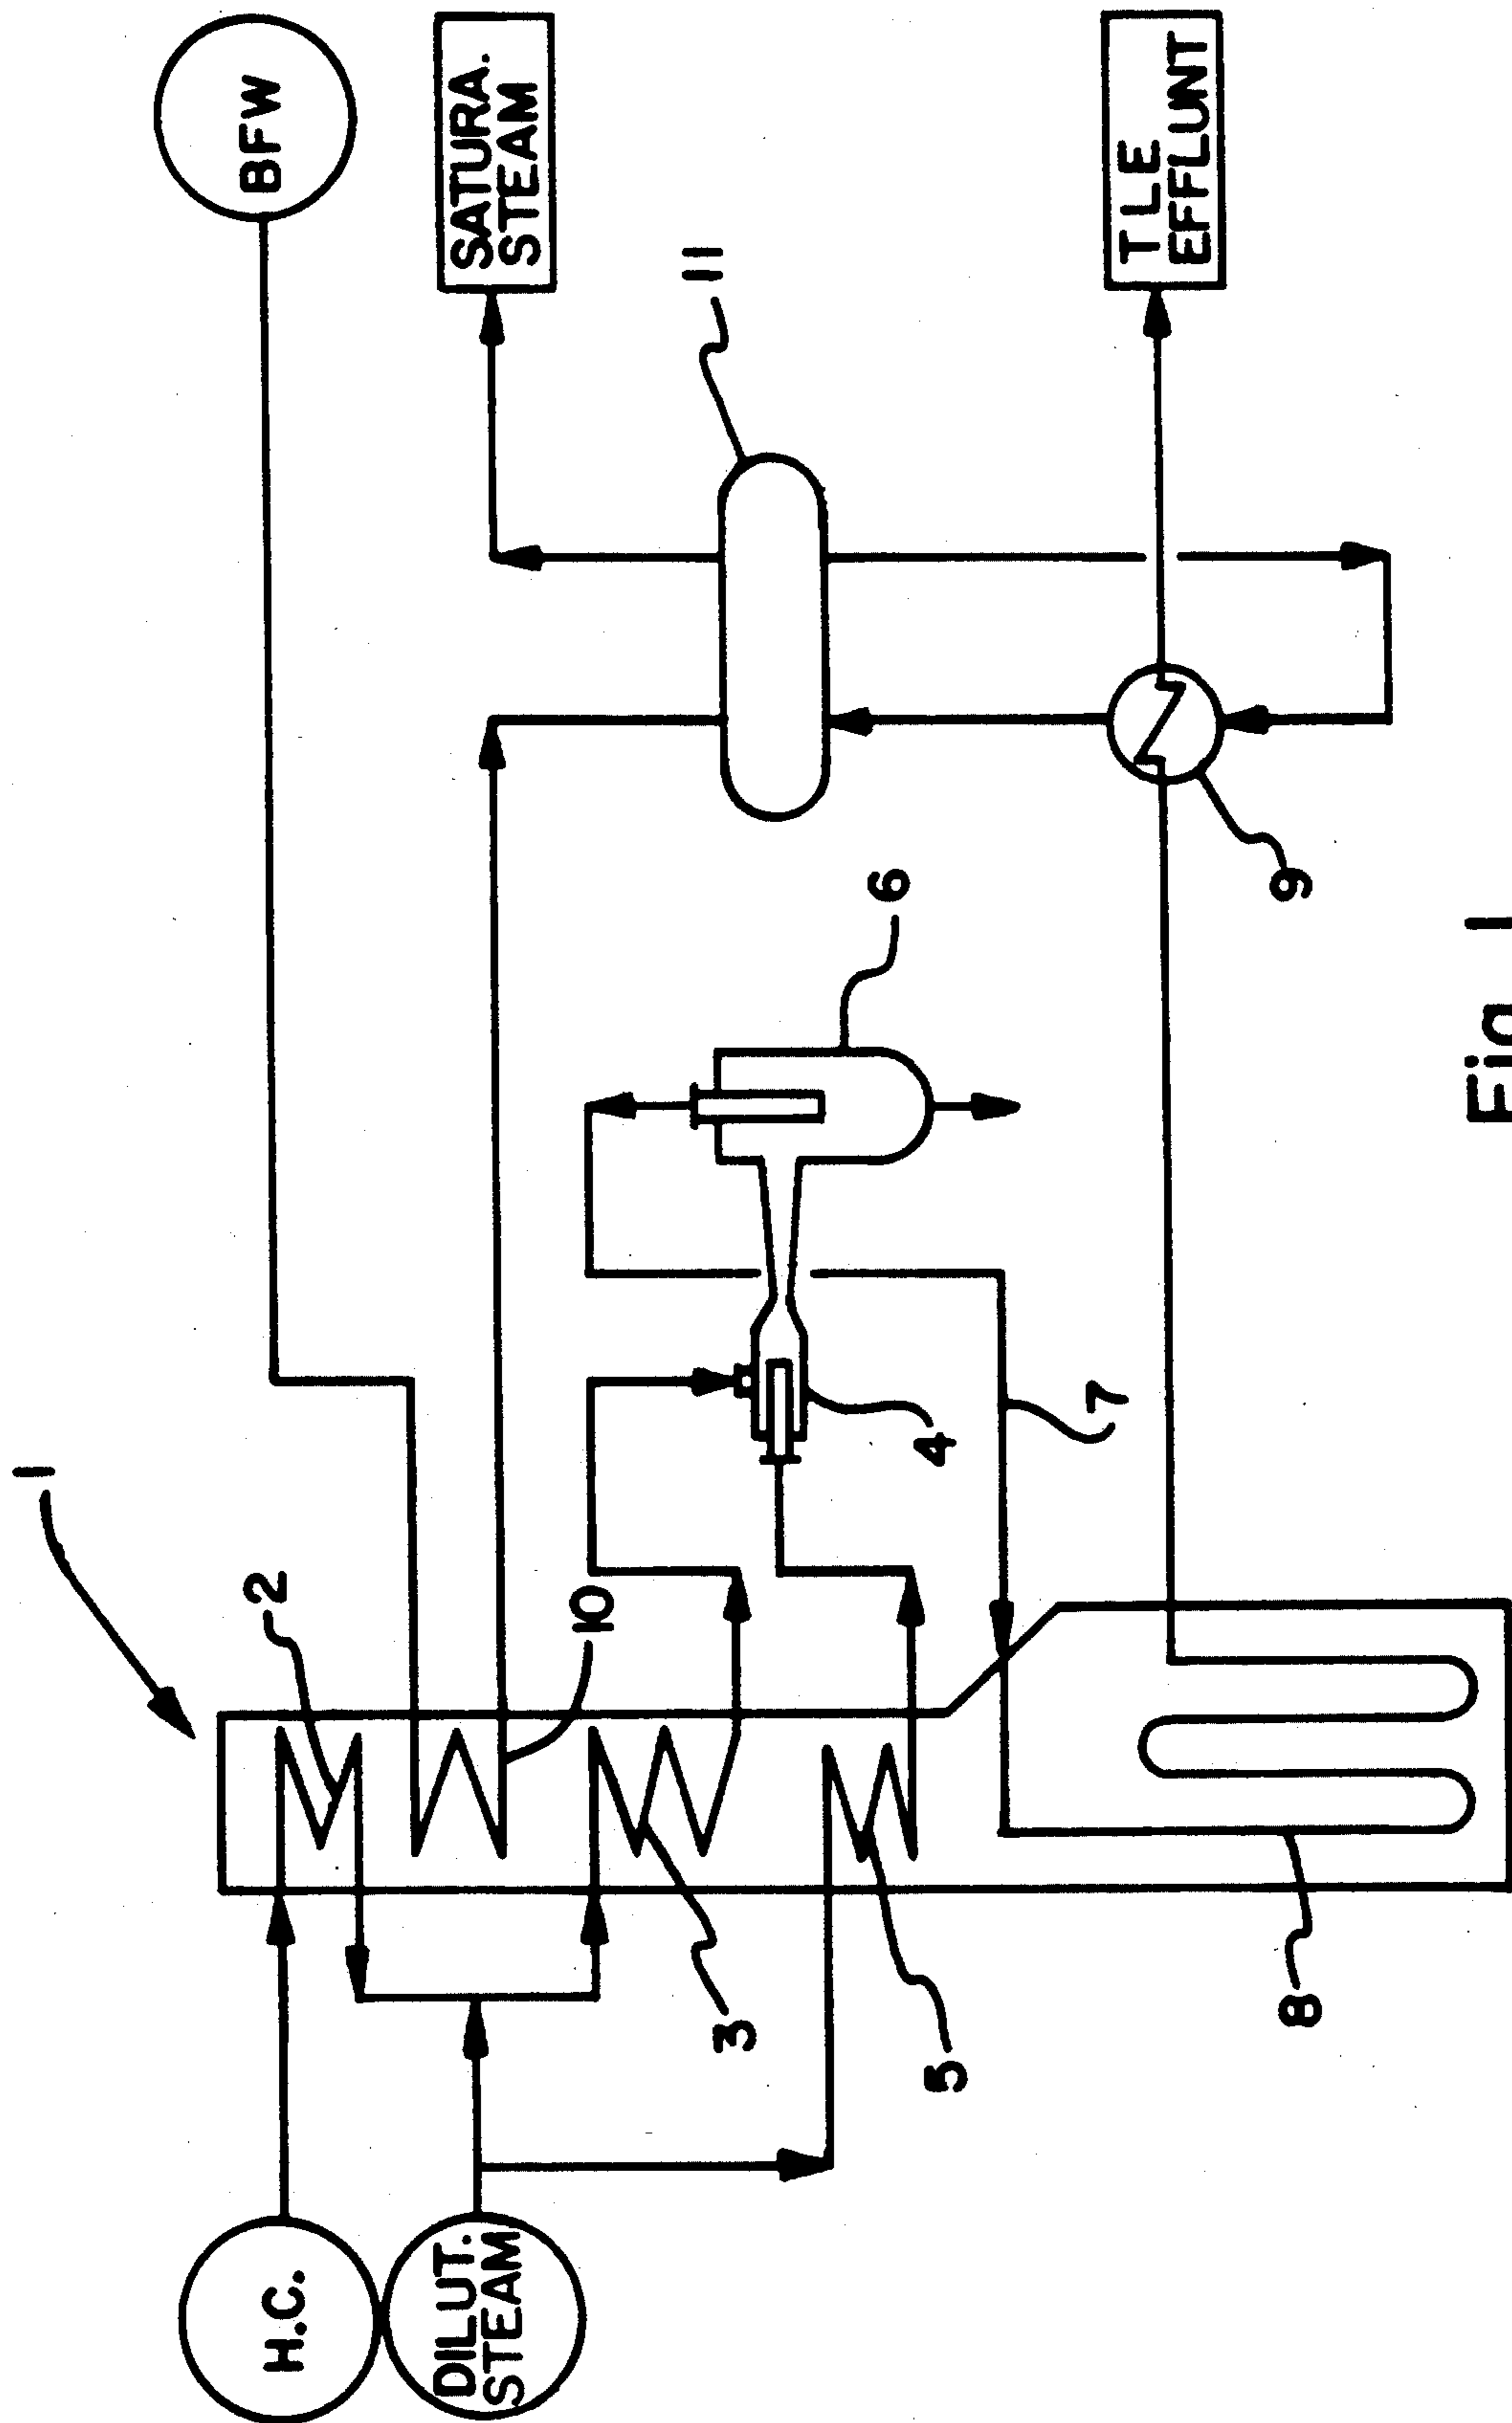 H.C.
DILUT.
STEAM
BFW
SATURA.
STEAM
TLE
EFFLUNT
1
2
10
3
5
4
6
7
8
9
11
Fig. 1